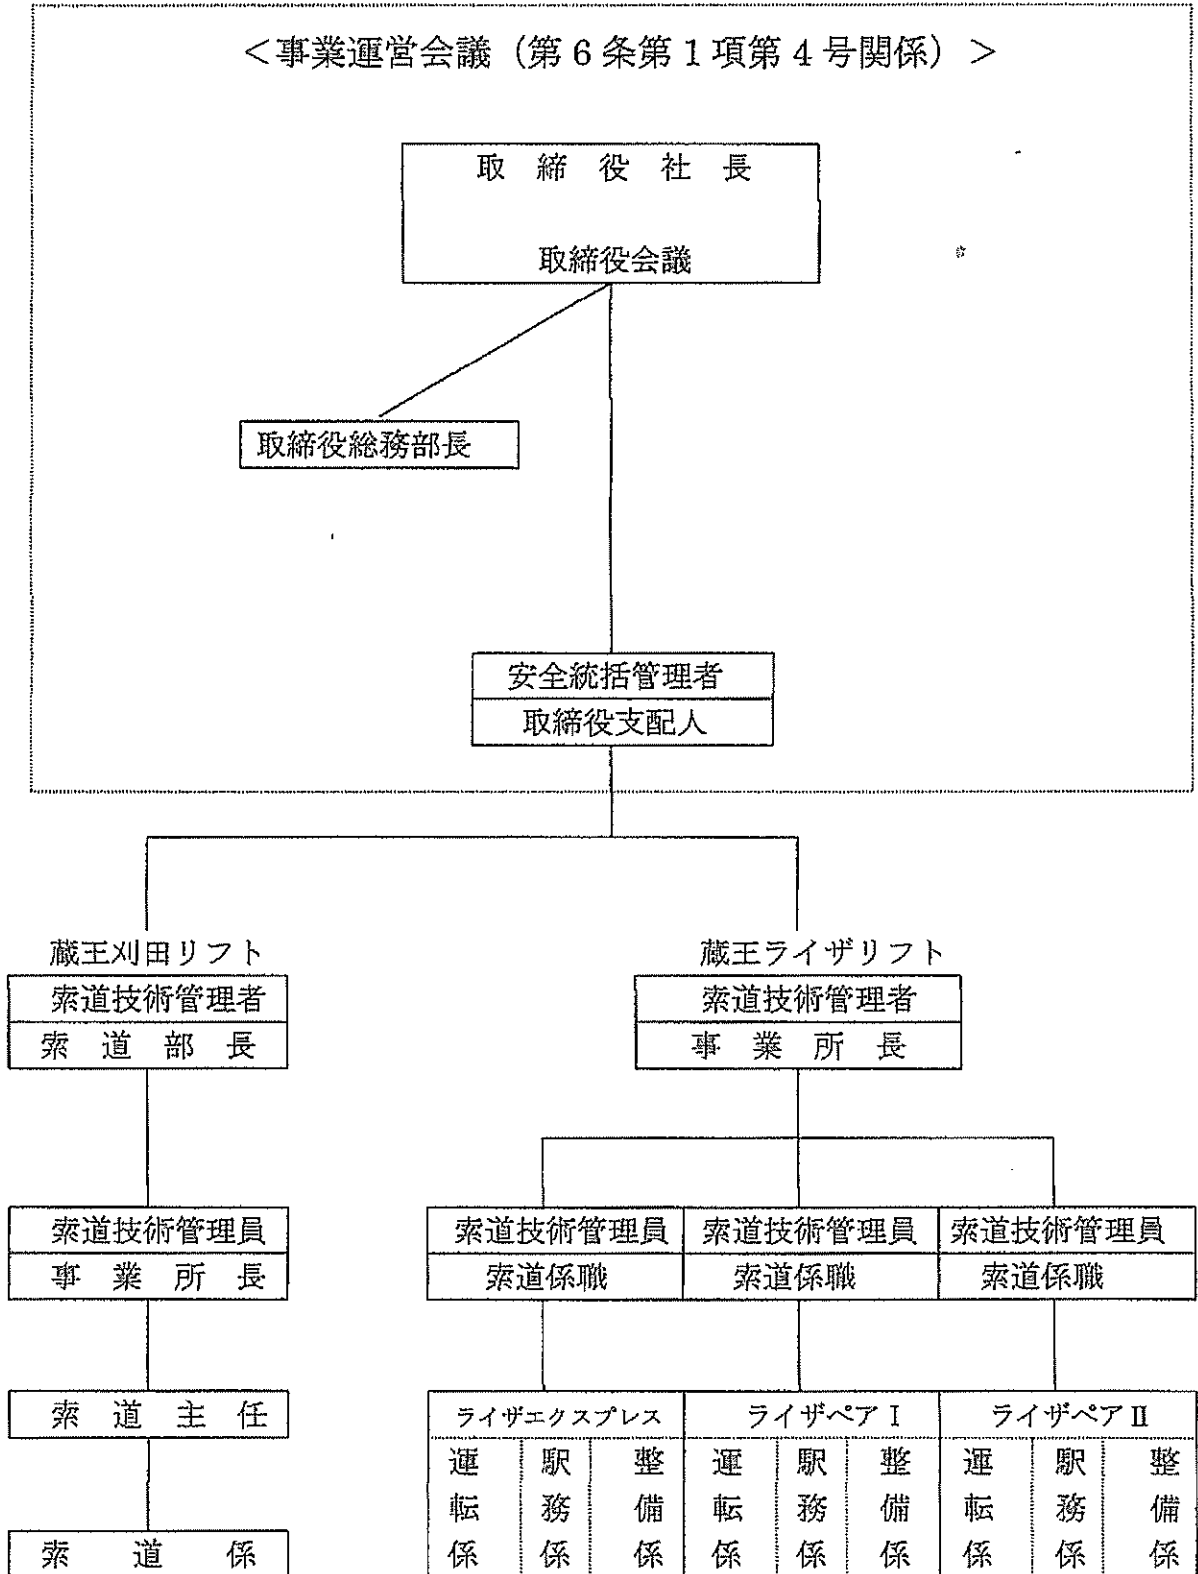 <事業運営会議（第6条第1項第4号関係）>
取締役社長
取締役会議
取締役総務部長
安全統括管理者
取締役支配人
蔵王刈田リフト
索道技術管理者
索道部長
索道技術管理員
事業所長
索道主任
索道係
蔵王ライザリフト
索道技術管理者
事業所長
索道技術管理員
索道係職
索道技術管理員
索道係職
索道技術管理員
索道係職
ライザエクスプレス
運転係
駅務係
整備係
ライザペアⅠ
運転係
駅務係
整備係
ライザペアⅡ
運転係
駅務係
整備係